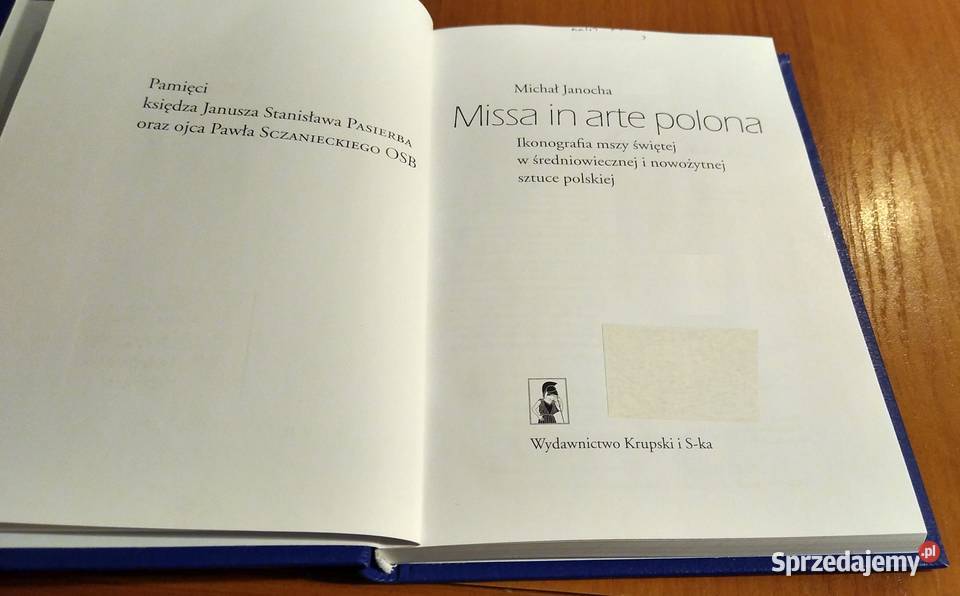 Pamięci
księdza Janusza Stanisława PASIERBA
oraz ojca Pawła SCZANIECKIEGO OSB
Michał Janocha
Missa in arte polona
Ikonografia mszy świętej
w średniowiecznej i nowożytnej
sztuce polskiej
Wydawnictwo Krupski i S-ka
Sprzedajemy.pl